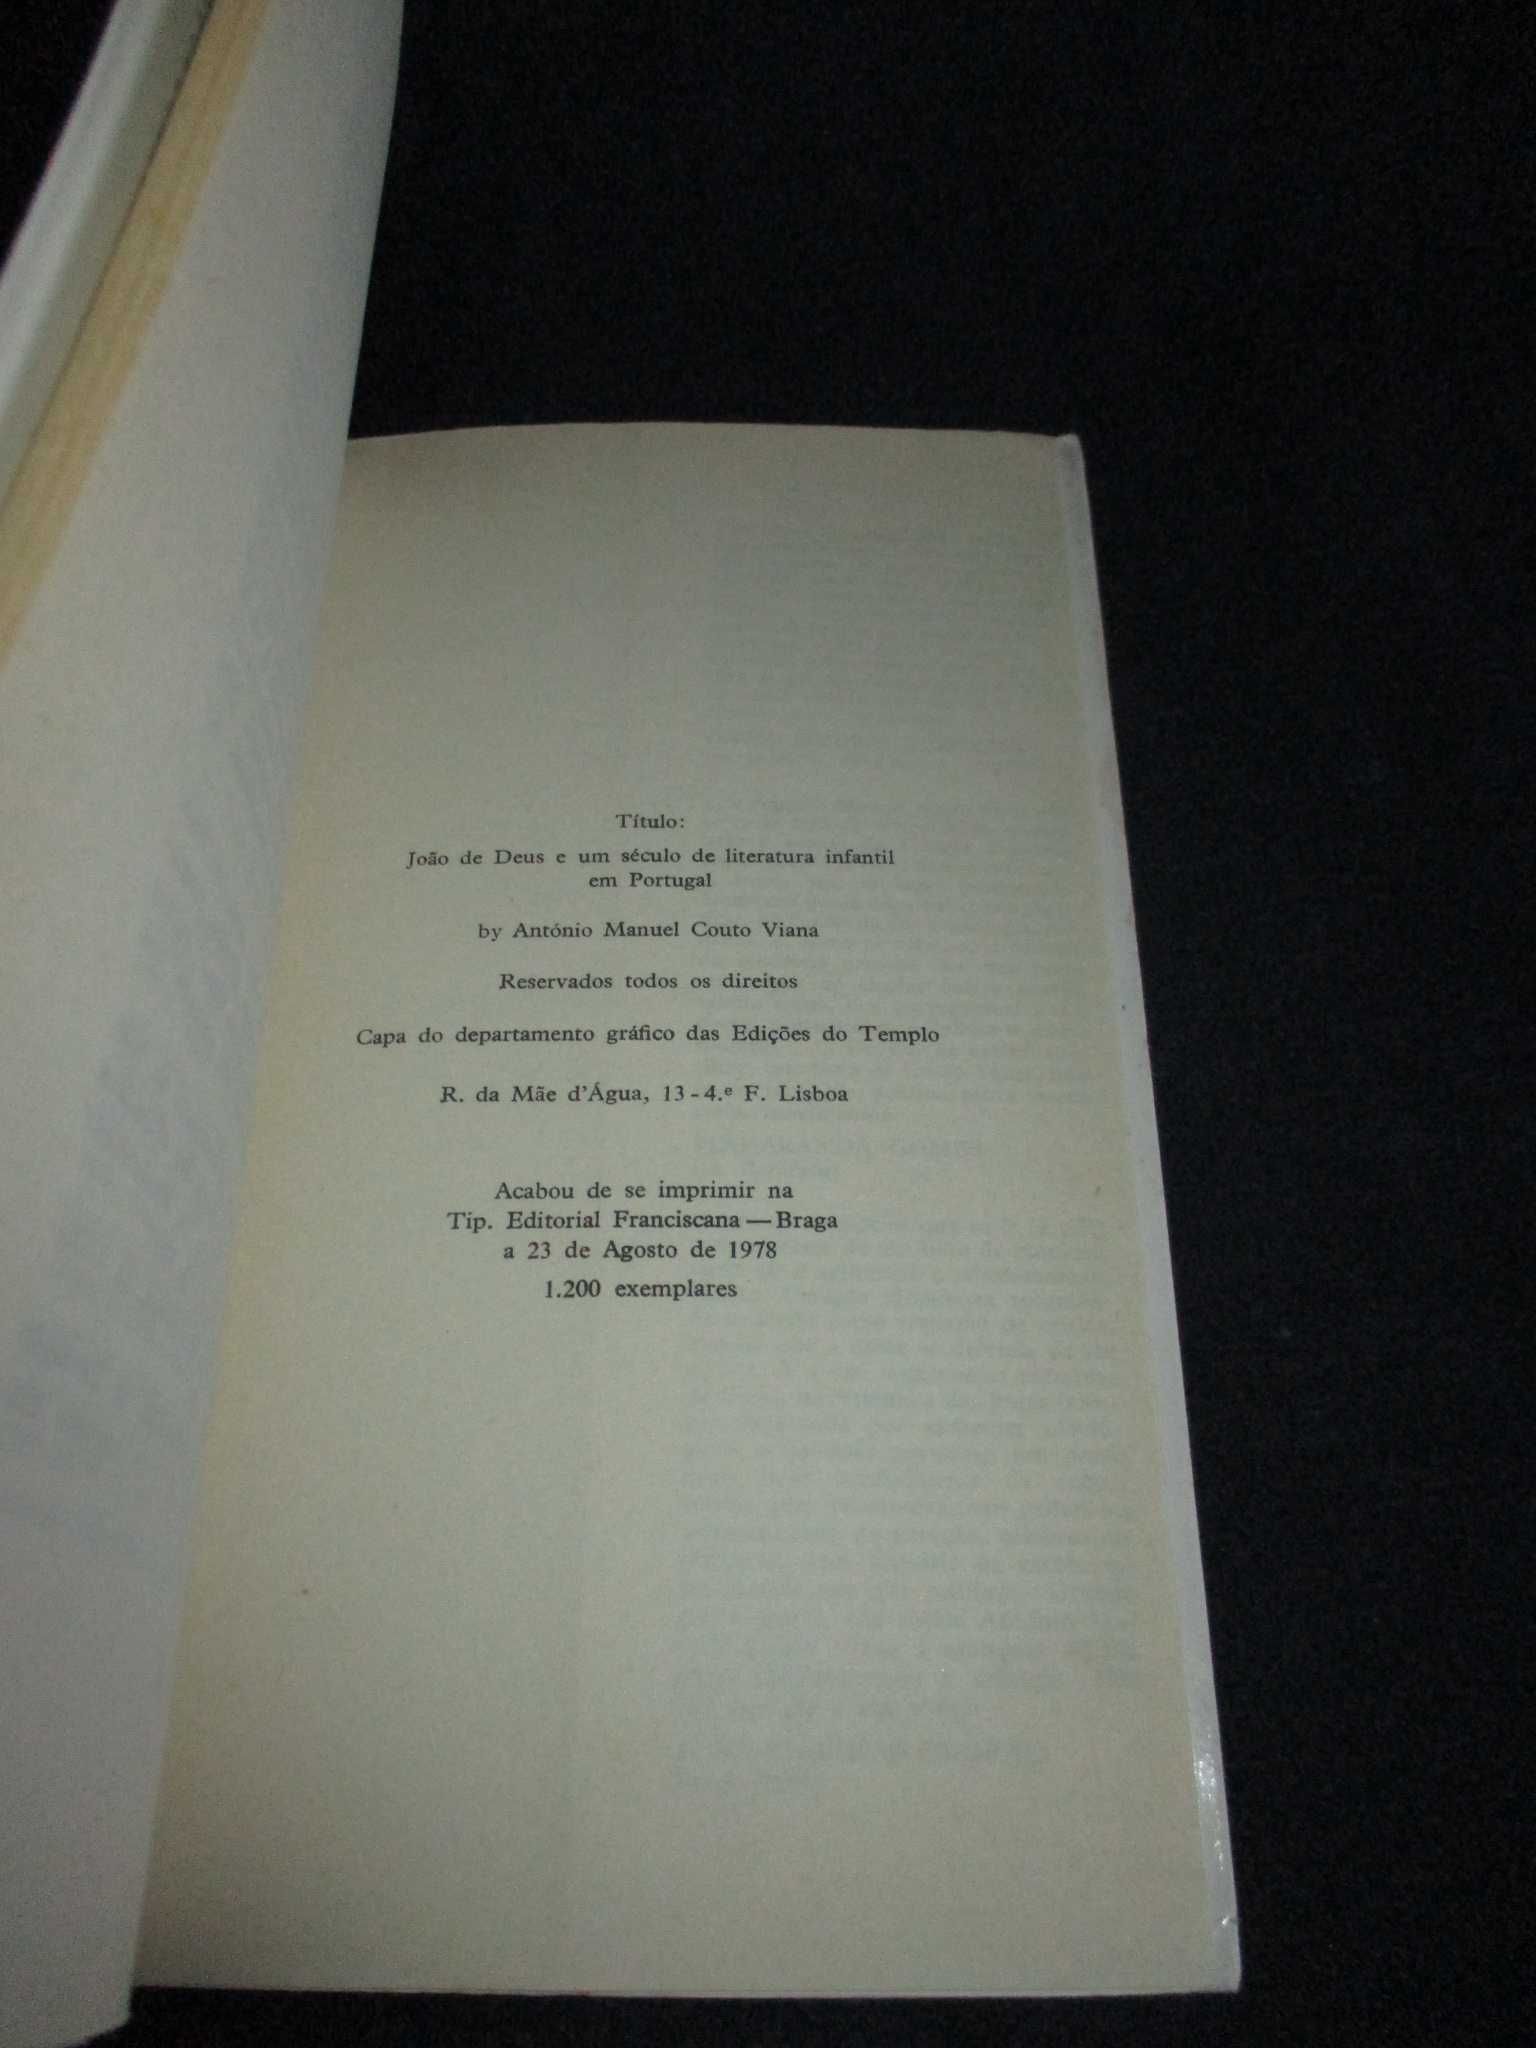 Título:
João de Deus e um século de literatura infantil
em Portugal
by António Manuel Couto Viana
Reservados todos os direitos
Capa do departamento gráfico das Edições do Templo
R. da Mãe d'Água, 13-4.º F. Lisboa
Acabou de se imprimir na
Tip. Editorial Franciscana — Braga
a 23 de Agosto de 1978
1.200 exemplares